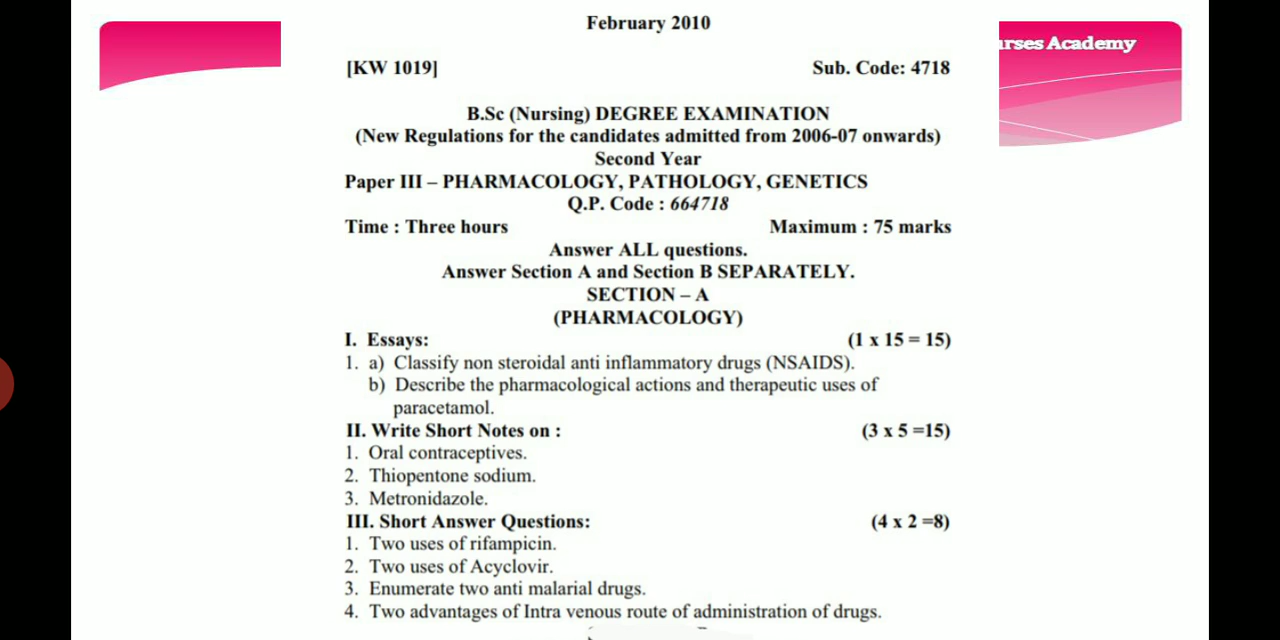 February 2010
urses Academy
[KW 1019] Sub. Code: 4718
B.Sc (Nursing) DEGREE EXAMINATION
(New Regulations for the candidates admitted from 2006-07 onwards)
Second Year
Paper III – PHARMACOLOGY, PATHOLOGY, GENETICS
Q.P. Code : 664718
Time : Three hours Maximum : 75 marks
Answer ALL questions.
Answer Section A and Section B SEPARATELY.
SECTION – A
(PHARMACOLOGY)
I. Essays: (1 x 15 = 15)
1. a) Classify non steroidal anti inflammatory drugs (NSAIDS).
b) Describe the pharmacological actions and therapeutic uses of
paracetamol.
II. Write Short Notes on : (3 x 5 =15)
1. Oral contraceptives.
2. Thiopentone sodium.
3. Metronidazole.
III. Short Answer Questions: (4 x 2 =8)
1. Two uses of rifampicin.
2. Two uses of Acyclovir.
3. Enumerate two anti malarial drugs.
4. Two advantages of Intra venous route of administration of drugs.